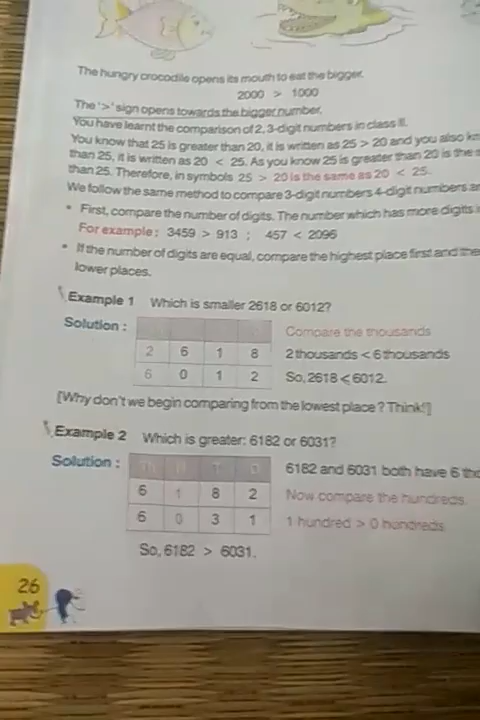 The hungry crocodile opens its mouth to eat the bigger.
2000 > 1000
The '>' sign opens towards the bigger number.
You have learnt the comparison of 2, 3-digit numbers in class II.
You know that 25 is greater than 20, it is written as 25 > 20 and you also
than 25, it is written as 20 < 25. As you know 25 is greater than 20 is the
than 25. Therefore, in symbols 25 > 20 is the same as 20 < 25.
We follow the same method to compare 3-digit numbers 4-digit numbers
• First, compare the number of digits. The number which has more digits
For example : 3459 > 913 ; 457 < 2096
• If the number of digits are equal, compare the highest place first and
lower places.
Example 1 Which is smaller 2618 or 6012?
Solution : Compare the thousands
2 6 1 8 2 thousands < 6 thousands
6 0 1 2 So, 2618 < 6012.
[Why don't we begin comparing from the lowest place ? Think!]
Example 2 Which is greater: 6182 or 6031?
Solution : Th H T O 6182 and 6031 both have 6
6 1 8 2 Now compare the hundreds.
6 0 3 1 1 hundred > 0 hundreds
So, 6182 > 6031.
26